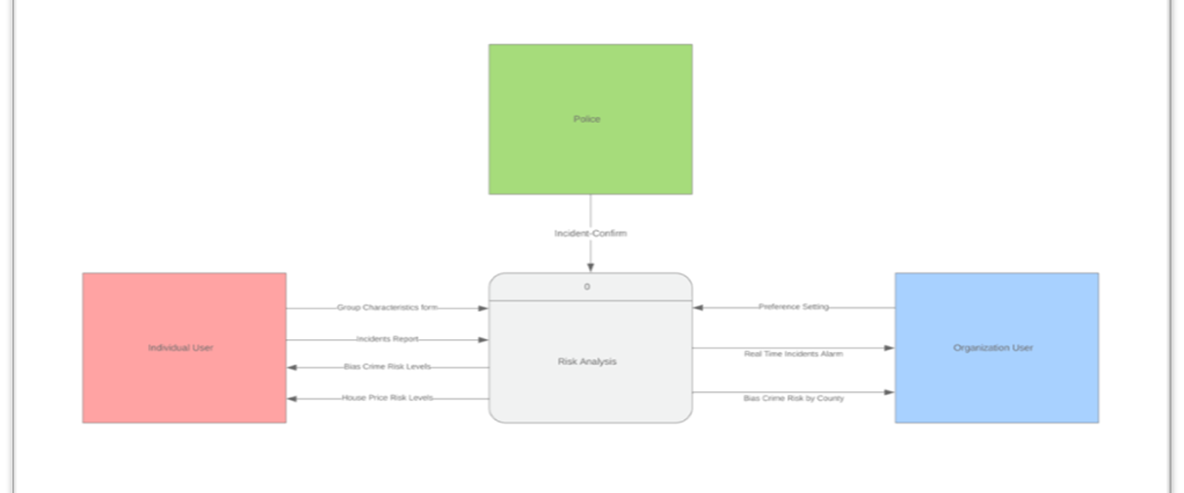 Police
Incident-Confirm
0
Group Characteristics form
Preference Setting
Incidents Report
Individual User
Organization User
Real Time Incidents Alarm
Risk Analysis
Bias Crime Risk Levels
House Price Risk Levels
Bias Crime Risk by County